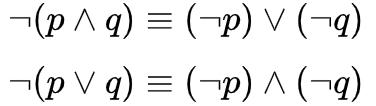 ¬(p ∧ q) ≡ (¬p) ∨ (¬q)
¬(p ∨ q) ≡ (¬p) ∧ (¬q)